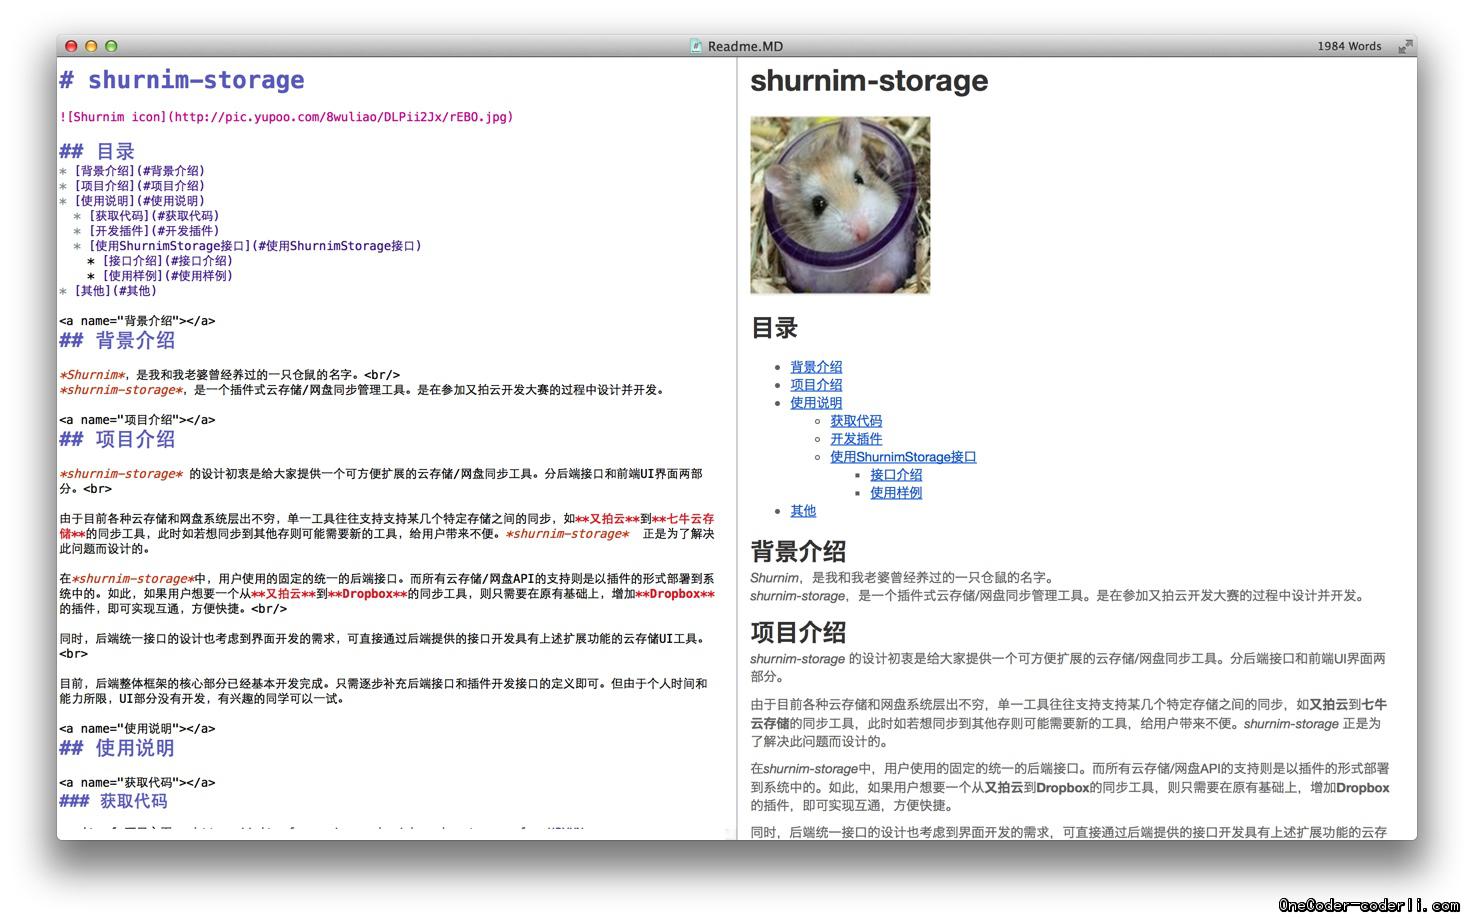 Readme.MD
1984 Words
# shurnim-storage
![Shurnim icon](http://pic.yupoo.com/8wuliao/DLPii2Jx/rEBO.jpg)
## 目录
* [背景介绍](#背景介绍)
* [项目介绍](#项目介绍)
* [使用说明](#使用说明)
* [获取代码](#获取代码)
* [开发插件](#开发插件)
* [使用ShurnimStorage接口](#使用ShurnimStorage接口)
* [接口介绍](#接口介绍)
* [使用样例](#使用样例)
* [其他](#其他)
<a name="背景介绍"></a>
## 背景介绍
*Shurnim*，是我和我老婆曾经养过的一只仓鼠的名字。<br/>
*shurnim-storage*，是一个插件式云存储/网盘同步管理工具。是在参加又拍云开发大赛的过程中设计并开发。
<a name="项目介绍"></a>
## 项目介绍
*shurnim-storage* 的设计初衷是给大家提供一个可方便扩展的云存储/网盘同步工具。分后端接口和前端UI界面两部
分。<br>
由于目前各种云存储和网盘系统层出不穷，单一工具往往支持支持某几个特定存储之间的同步，如**又拍云**到**七牛云存
储**的同步工具，此时如若想同步到其他存则可能需要新的工具，给用户带来不便。*shurnim-storage* 正是为了解决
此问题而设计的。
在*shurnim-storage*中，用户使用的固定的统一的后端接口。而所有云存储/网盘API的支持则是以插件的形式部署到系
统中的。如此，如果用户想要一个从**又拍云**到**Dropbox**的同步工具，则只需要在原有基础上，增加**Dropbox**
的插件，即可实现互通，方便快捷。<br/>
同时，后端统一接口的设计也考虑到界面开发的需求，可直接通过后端提供的接口开发具有上述扩展功能的云存储UI工具。
<br>
目前，后端整体框架的核心部分已经基本开发完成。只需逐步补充后端接口和插件开发接口的定义即可。但由于个人时间和
能力所限，UI部分没有开发，有兴趣的同学可以一试。
<a name="使用说明"></a>
## 使用说明
<a name="获取代码"></a>
### 获取代码
shurnim-storage
目录
背景介绍
项目介绍
使用说明
获取代码
开发插件
使用ShurnimStorage接口
接口介绍
使用样例
其他
背景介绍
Shurnim，是我和我老婆曾经养过的一只仓鼠的名字。
shurnim-storage，是一个插件式云存储/网盘同步管理工具。是在参加又拍云开发大赛的过程中设计并开发。
项目介绍
shurnim-storage 的设计初衷是给大家提供一个可方便扩展的云存储/网盘同步工具。分后端接口和前端UI界面两
部分。
由于目前各种云存储和网盘系统层出不穷，单一工具往往支持支持某几个特定存储之间的同步，如又拍云到七牛
云存储的同步工具，此时如若想同步到其他存则可能需要新的工具，给用户带来不便。shurnim-storage 正是为
了解决此问题而设计的。
在shurnim-storage中，用户使用的固定的统一的后端接口。而所有云存储/网盘API的支持则是以插件的形式部署
到系统中的。如此，如果用户想要一个从又拍云到Dropbox的同步工具，则只需要在原有基础上，增加Dropbox
的插件，即可实现互通，方便快捷。
同时，后端统一接口的设计也考虑到界面开发的需求，可直接通过后端提供的接口开发具有上述扩展功能的云存
OneCoder-coderli.com